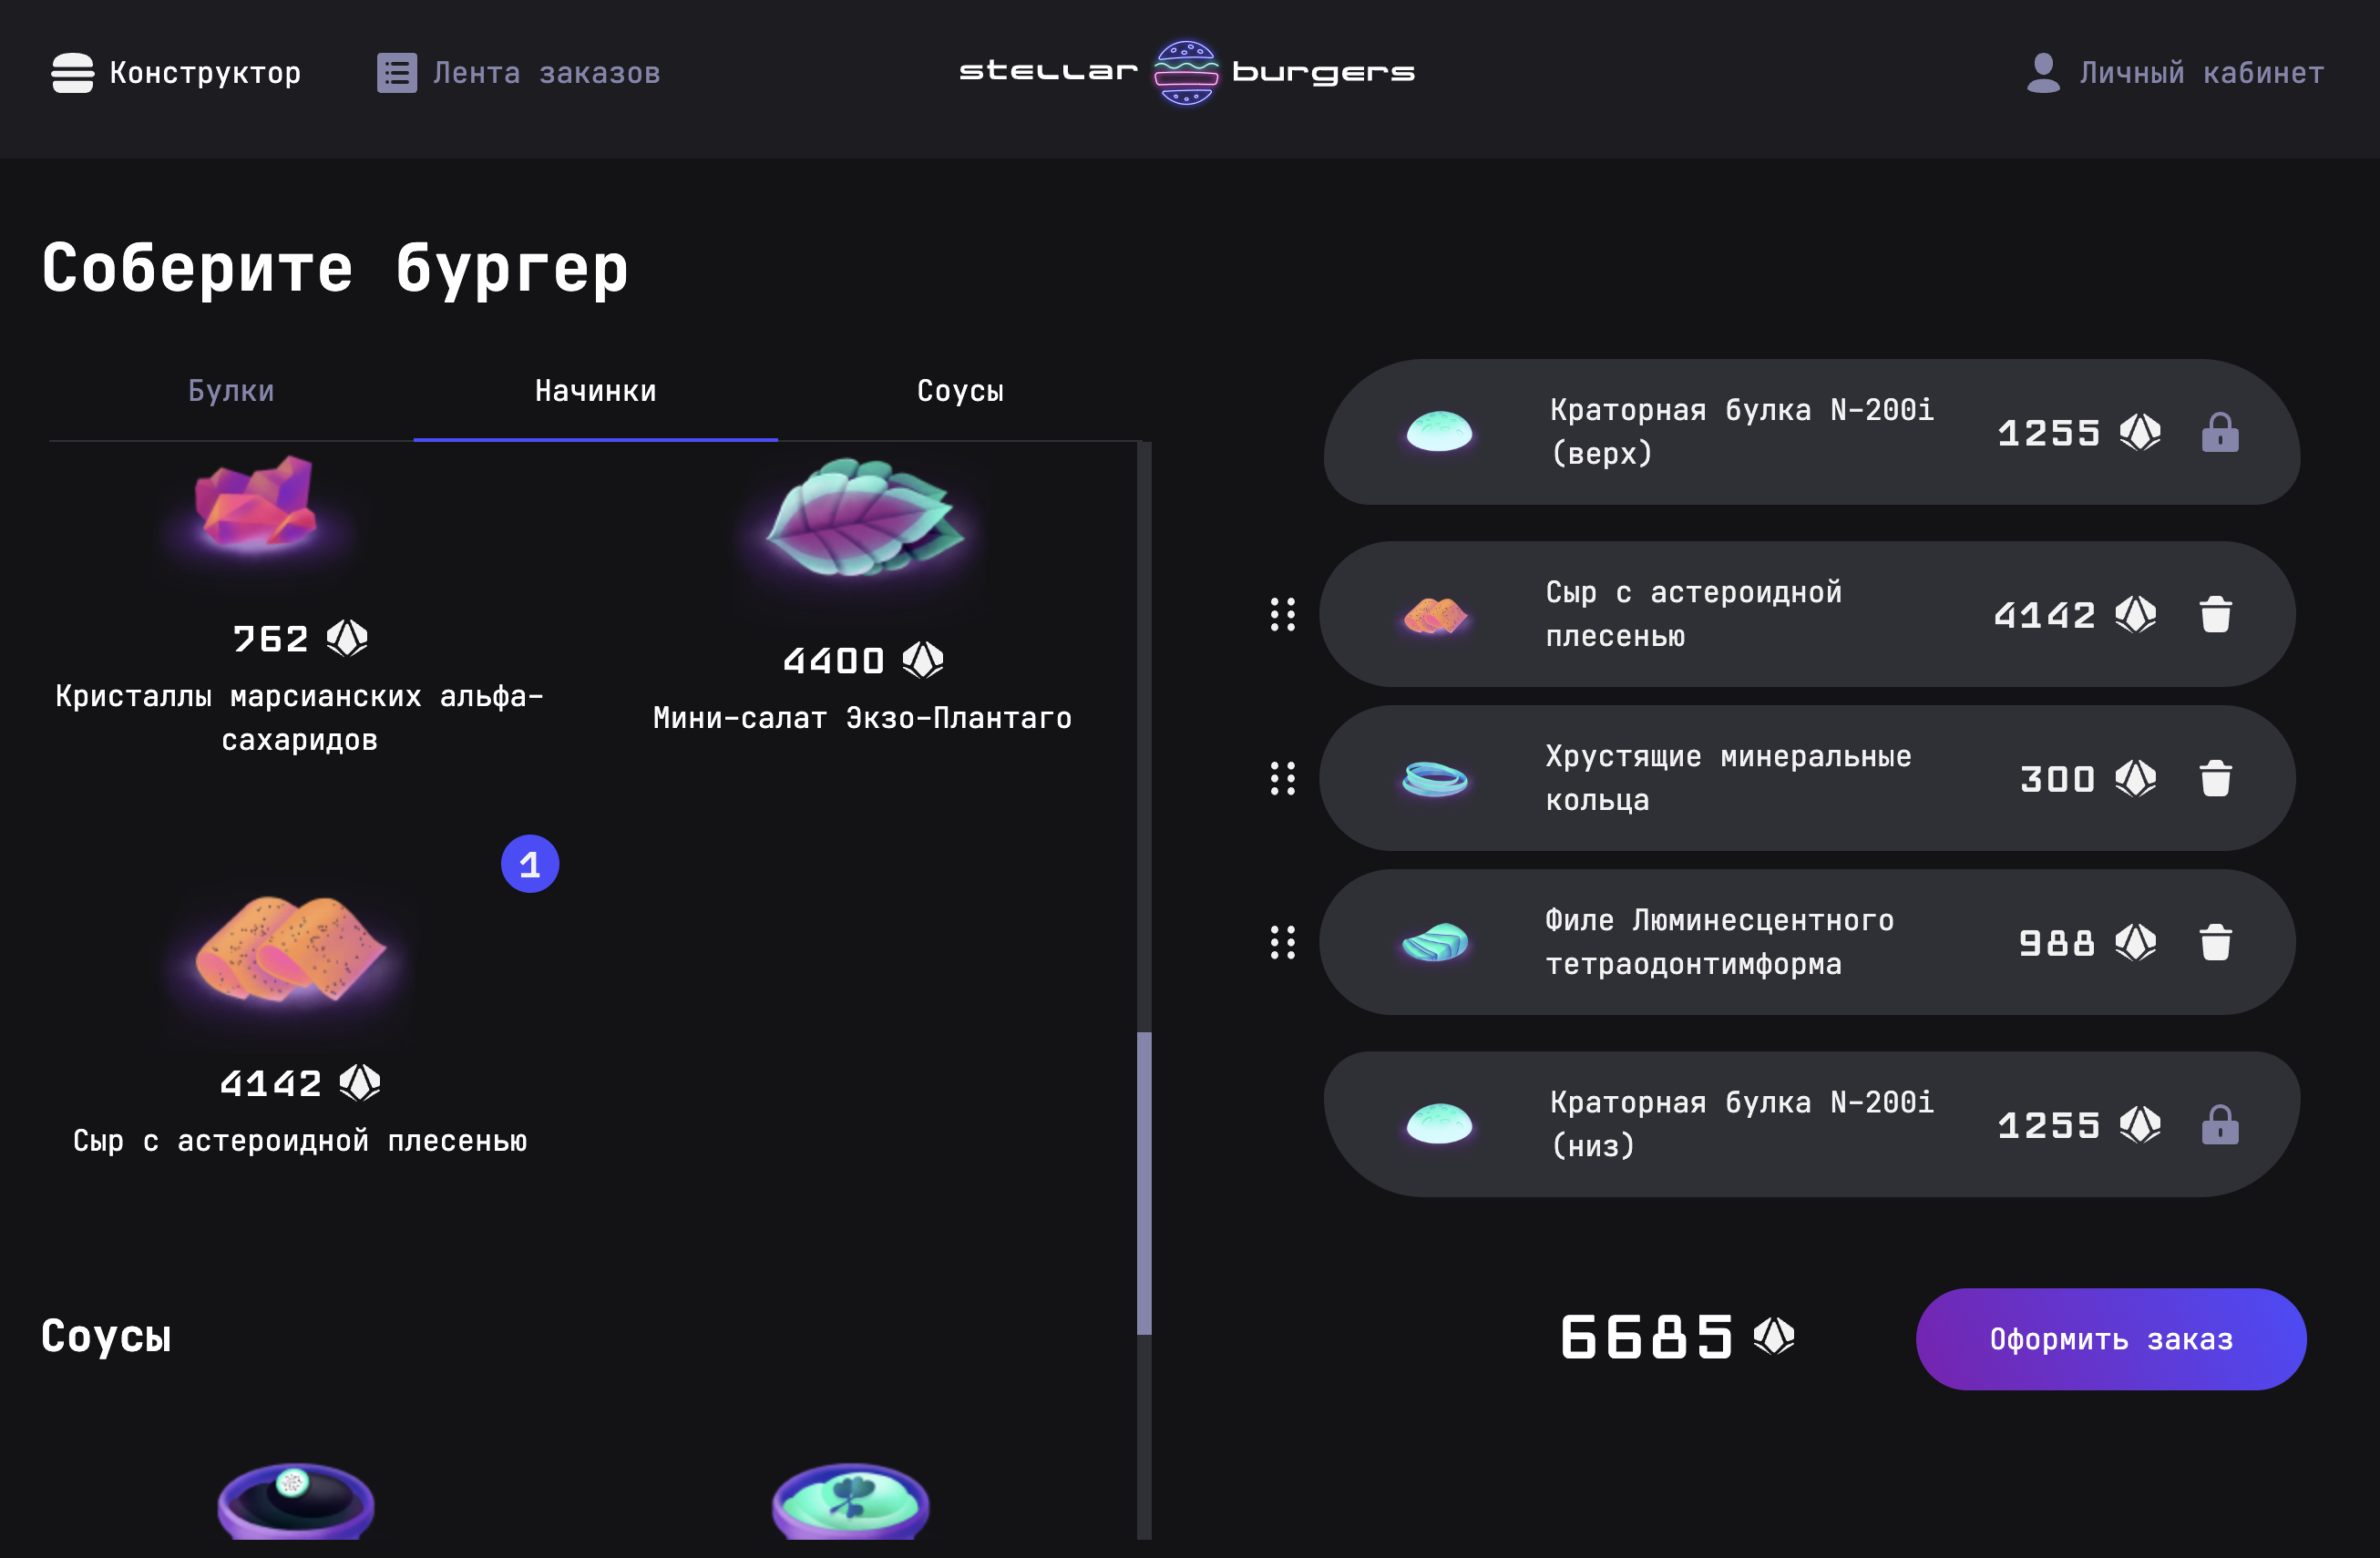 Конструктор
Лента заказов
stellar burgers
Личный кабинет
Соберите бургер
Булки
Начинки
Соусы
762
Кристаллы марсианских альфа-
сахаридов
4400
Мини-салат Экзо-Плантаго
1
4142
Сыр с астероидной плесенью
Соусы
Краторная булка N-200i
(верх)
1255
Сыр с астероидной
плесенью
4142
Хрустящие минеральные
кольца
300
Филе Люминесцентного
тетраодонтимформа
988
Краторная булка N-200i
(низ)
1255
6685
Оформить заказ